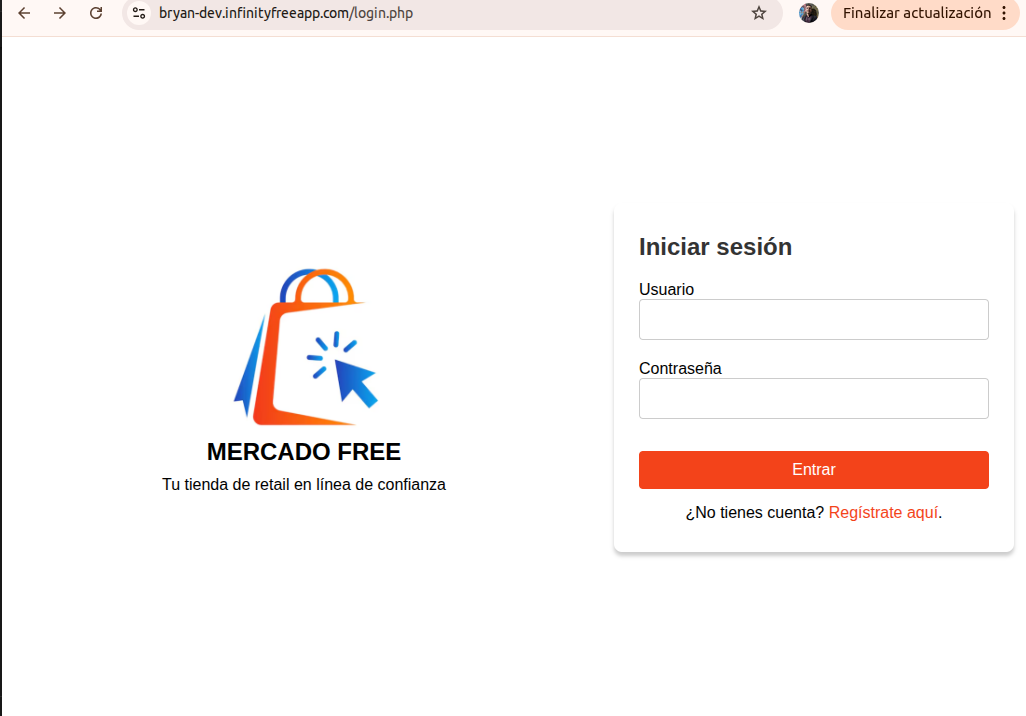 bryan-dev.infinityfreeapp.com/login.php
Finalizar actualización
MERCADO FREE
Tu tienda de retail en línea de confianza
Iniciar sesión
Usuario
Contraseña
Entrar
¿No tienes cuenta? Regístrate aquí.